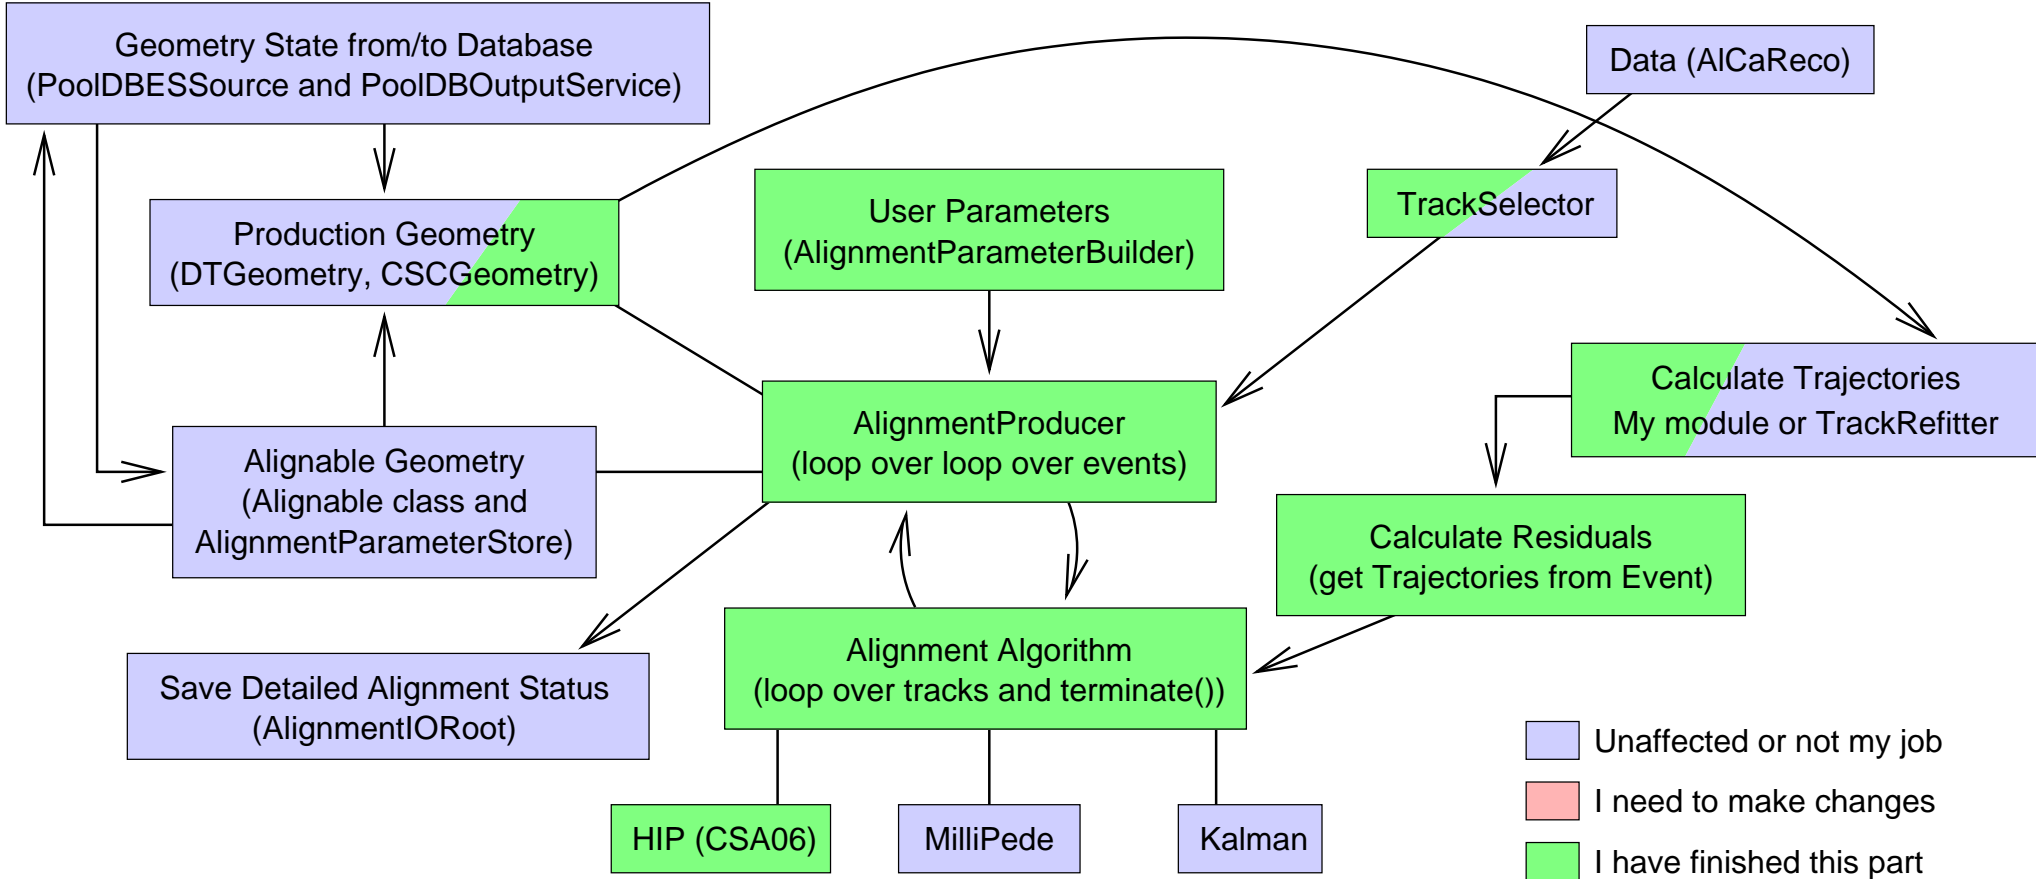 Geometry State from/to Database
(PoolDBESSource and PoolDBOutputService)
Data (AlCaReco)
TrackSelector
User Parameters
(AlignmentParameterBuilder)
Production Geometry
(DTGeometry, CSCGeometry)
Calculate Trajectories
My module or TrackRefitter
AlignmentProducer
(loop over loop over events)
Alignable Geometry
(Alignable class and
AlignmentParameterStore)
Calculate Residuals
(get Trajectories from Event)
Alignment Algorithm
(loop over tracks and terminate())
Save Detailed Alignment Status
(AlignmentIORoot)
HIP (CSA06)
MilliPede
Kalman
Unaffected or not my job
I need to make changes
I have finished this part